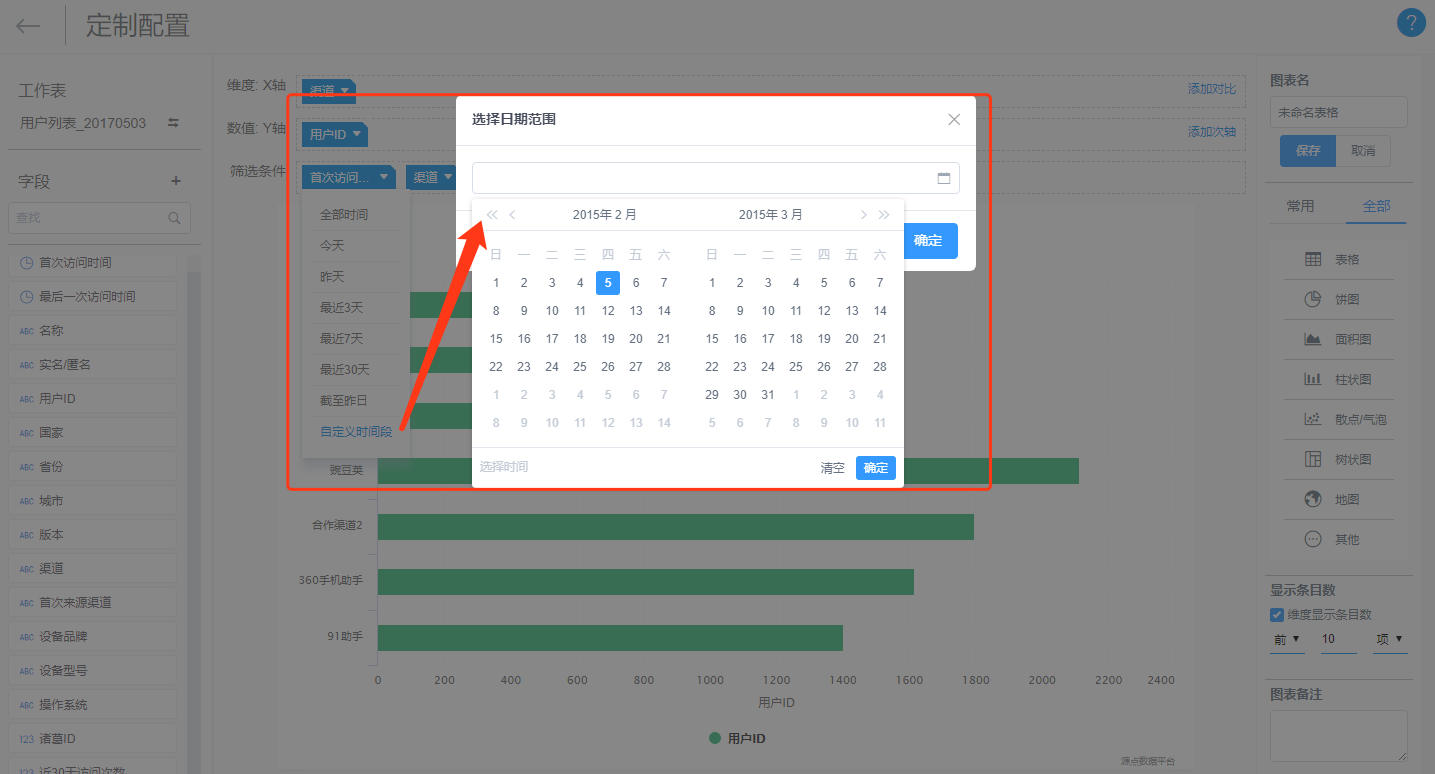 定制配置
?
工作表
用户列表_20170503
字段
+
查找
首次访问时间
最后一次访问时间
ABC 名称
ABC 实名/匿名
ABC 用户ID
ABC 国家
ABC 省份
ABC 城市
ABC 版本
ABC 渠道
ABC 首次来源渠道
ABC 设备品牌
ABC 设备型号
ABC 操作系统
123 诸葛ID
123 近30天访问次数
维度: X轴
渠道
添加对比
数值: Y轴
用户ID
添加次轴
筛选条件
首次访问...
渠道
全部时间
今天
昨天
最近3天
最近7天
最近30天
截至昨日
自定义时间段
选择日期范围
确定
2015年 2 月
2015年 3 月
日 一 二 三 四 五 六
1 2 3 4 5 6 7
8 9 10 11 12 13 14
15 16 17 18 19 20 21
22 23 24 25 26 27 28
1 2 3 4 5 6 7
8 9 10 11 12 13 14
日 一 二 三 四 五 六
1 2 3 4 5 6 7
8 9 10 11 12 13 14
15 16 17 18 19 20 21
22 23 24 25 26 27 28
29 30 31 1 2 3 4
5 6 7 8 9 10 11
选择时间
清空
确定
豌豆荚
合作渠道2
360手机助手
91助手
0 200 400 600 800 1000 1200 1400 1600 1800 2000 2200 2400
用户ID
用户ID
源点数据平台
图表名
未命名表格
保存
取消
常用
全部
表格
饼图
面积图
柱状图
散点/气泡
树状图
地图
其他
显示条目数
维度显示条目数
前 10 项
图表备注